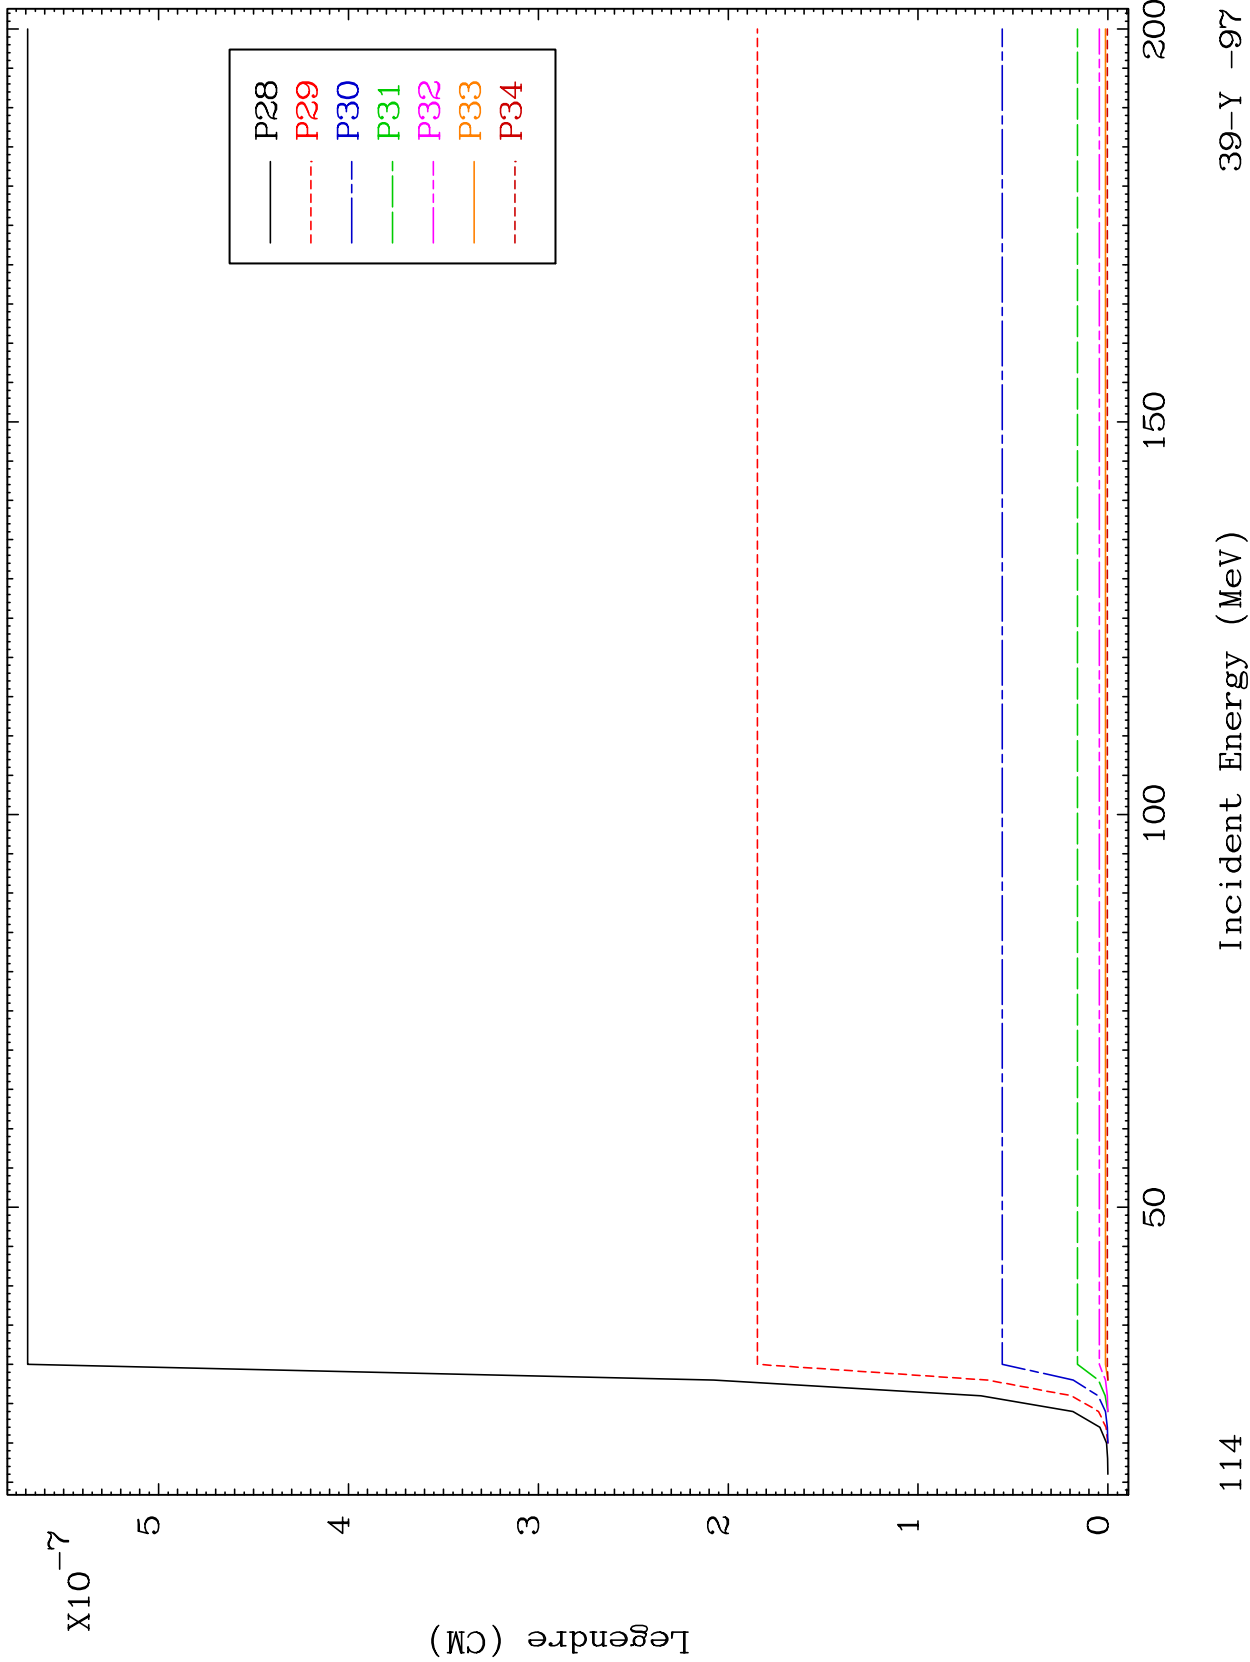 X10-7
5
4
3
2
1
0
Legendre (CM)
P28
P29
P30
P31
P32
P33
P34
50
100
150
200
Incident Energy (MeV)
114
39-Y -97